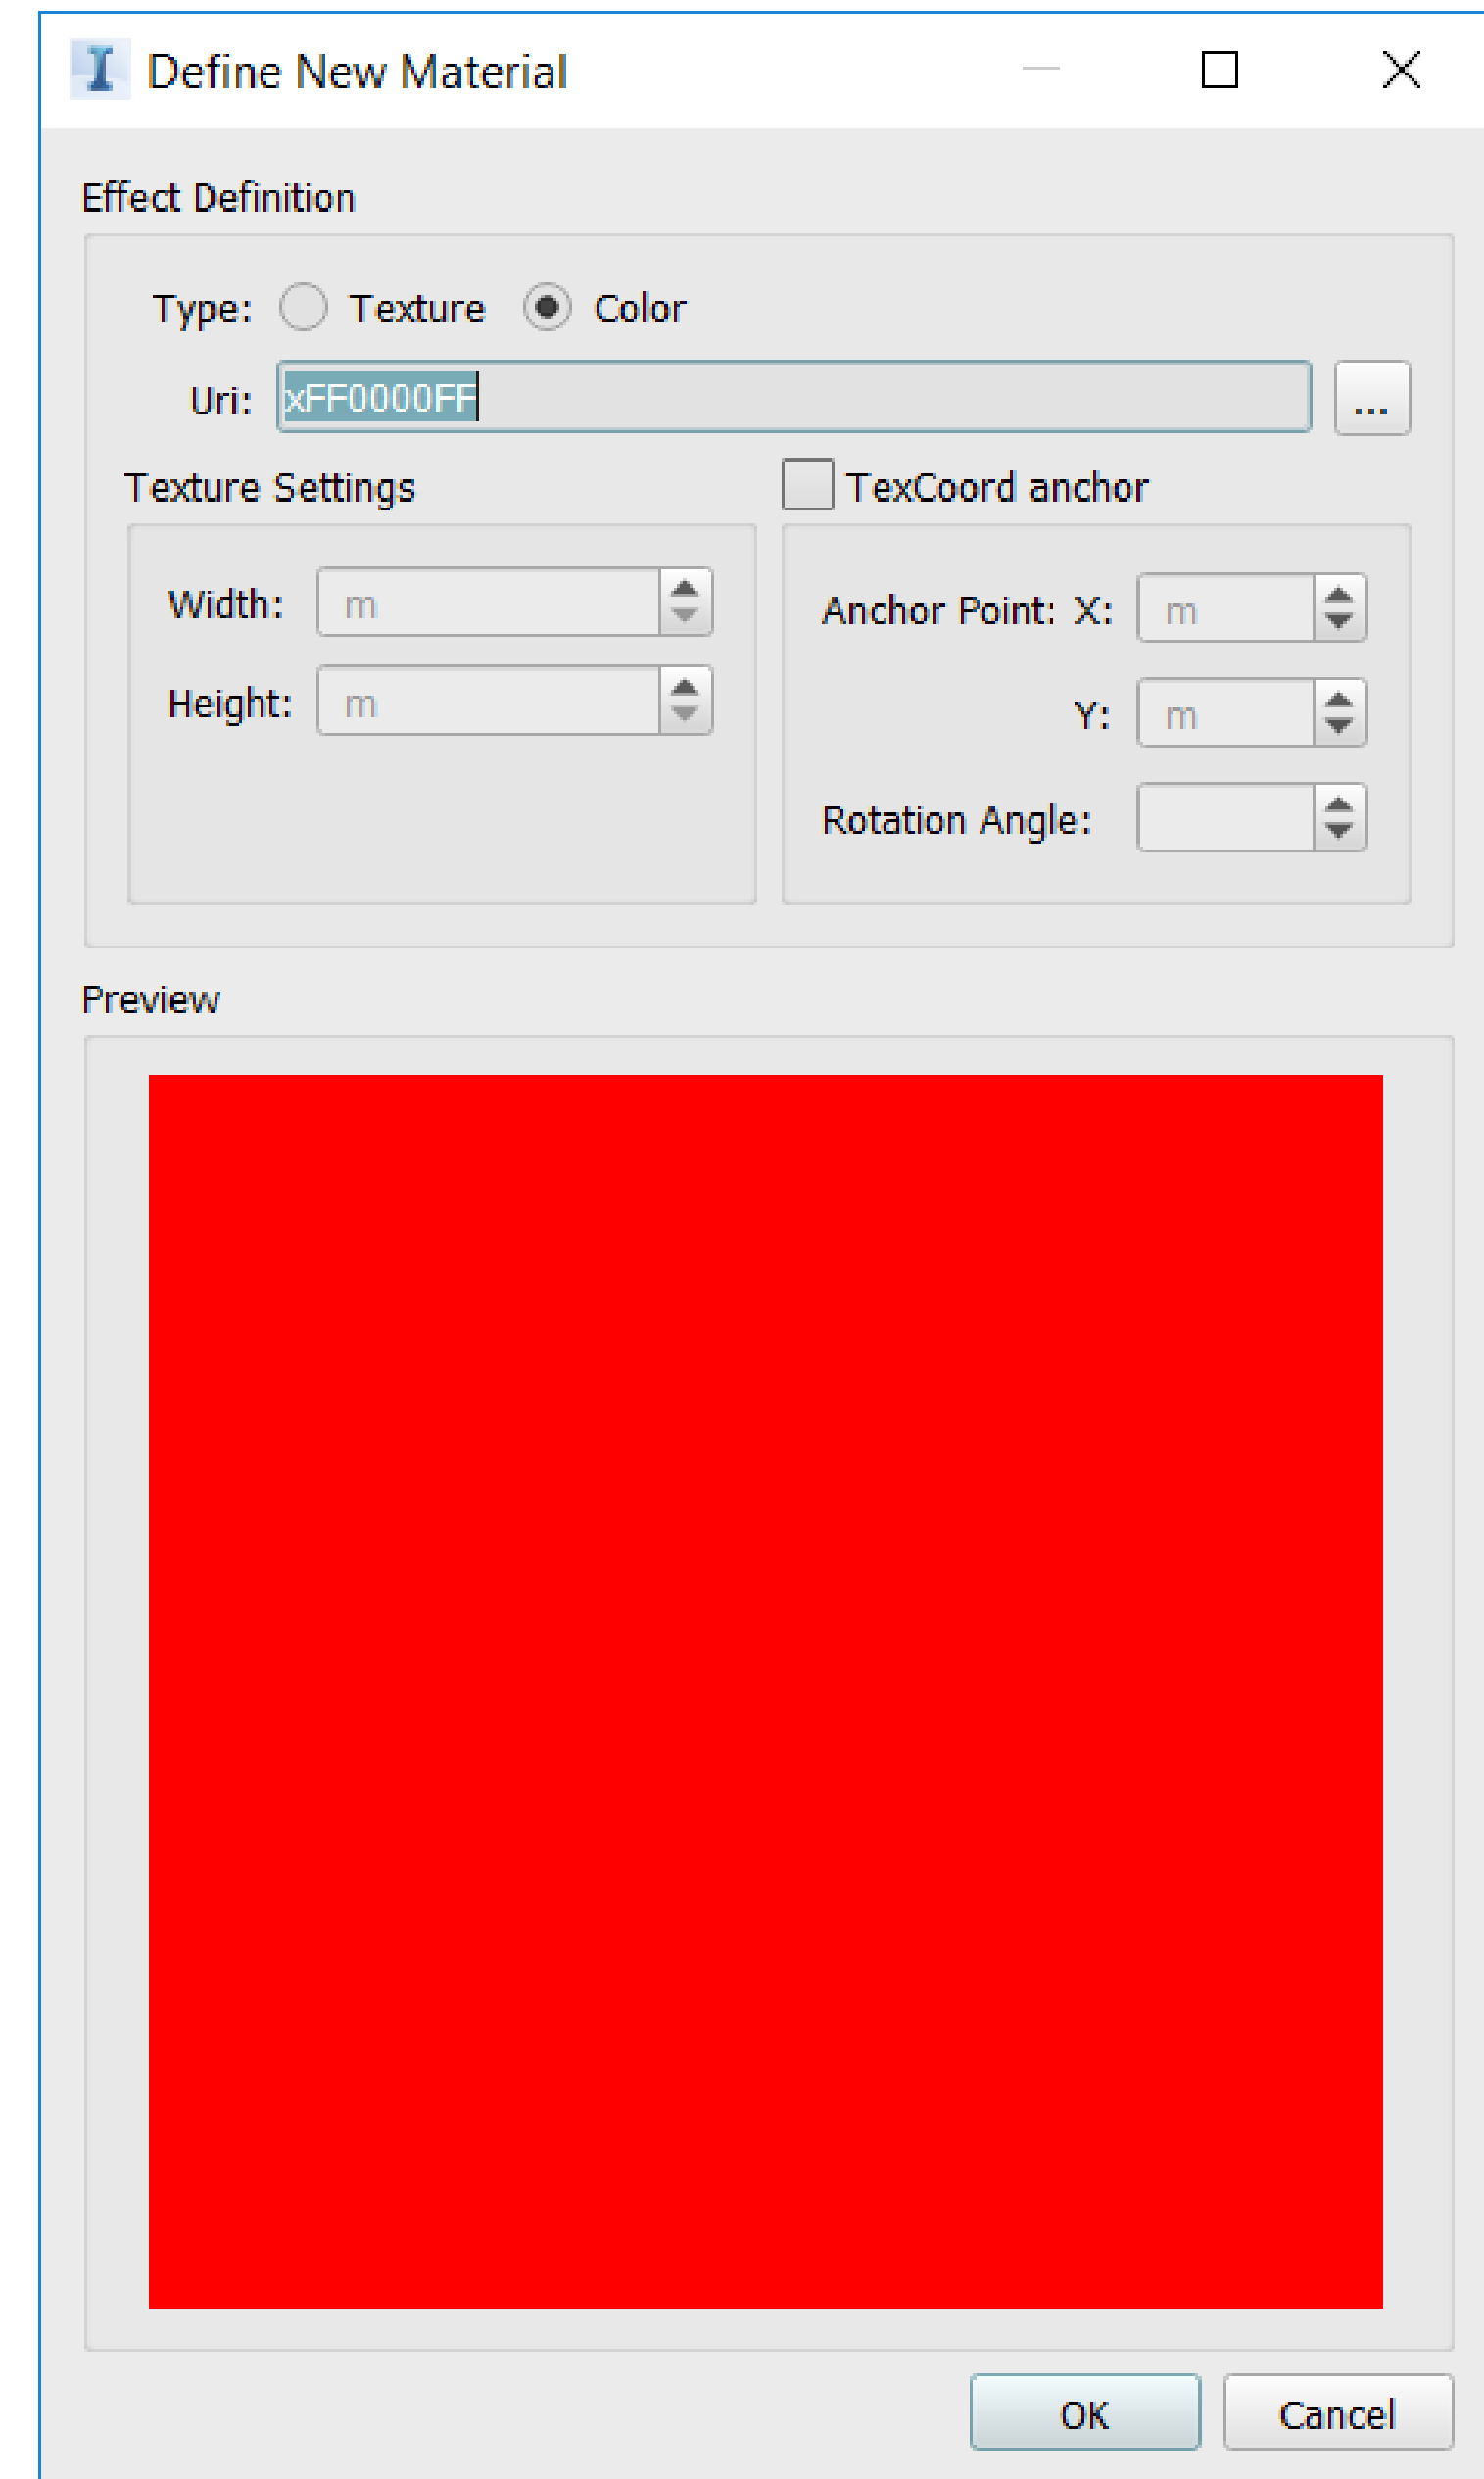 Define New Material
Effect Definition
Type: Texture Color
Uri: xFF0000FF ...
Texture Settings TexCoord anchor
Width: m Anchor Point: X: m
Height: m Y: m
Rotation Angle:
Preview
OK Cancel